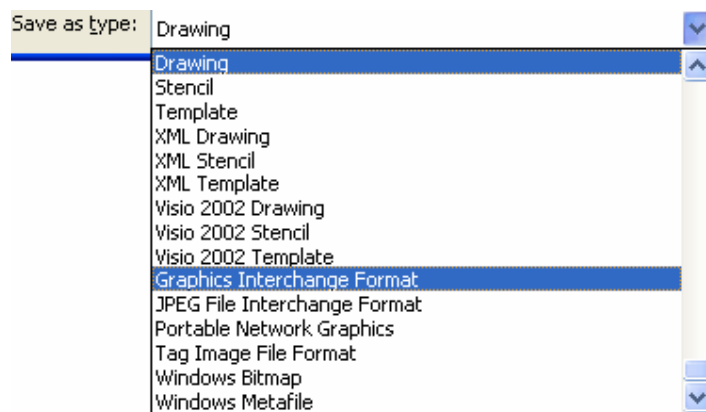 Save as type: Drawing
Drawing
Stencil
Template
XML Drawing
XML Stencil
XML Template
Visio 2002 Drawing
Visio 2002 Stencil
Visio 2002 Template
Graphics Interchange Format
JPEG File Interchange Format
Portable Network Graphics
Tag Image File Format
Windows Bitmap
Windows Metafile